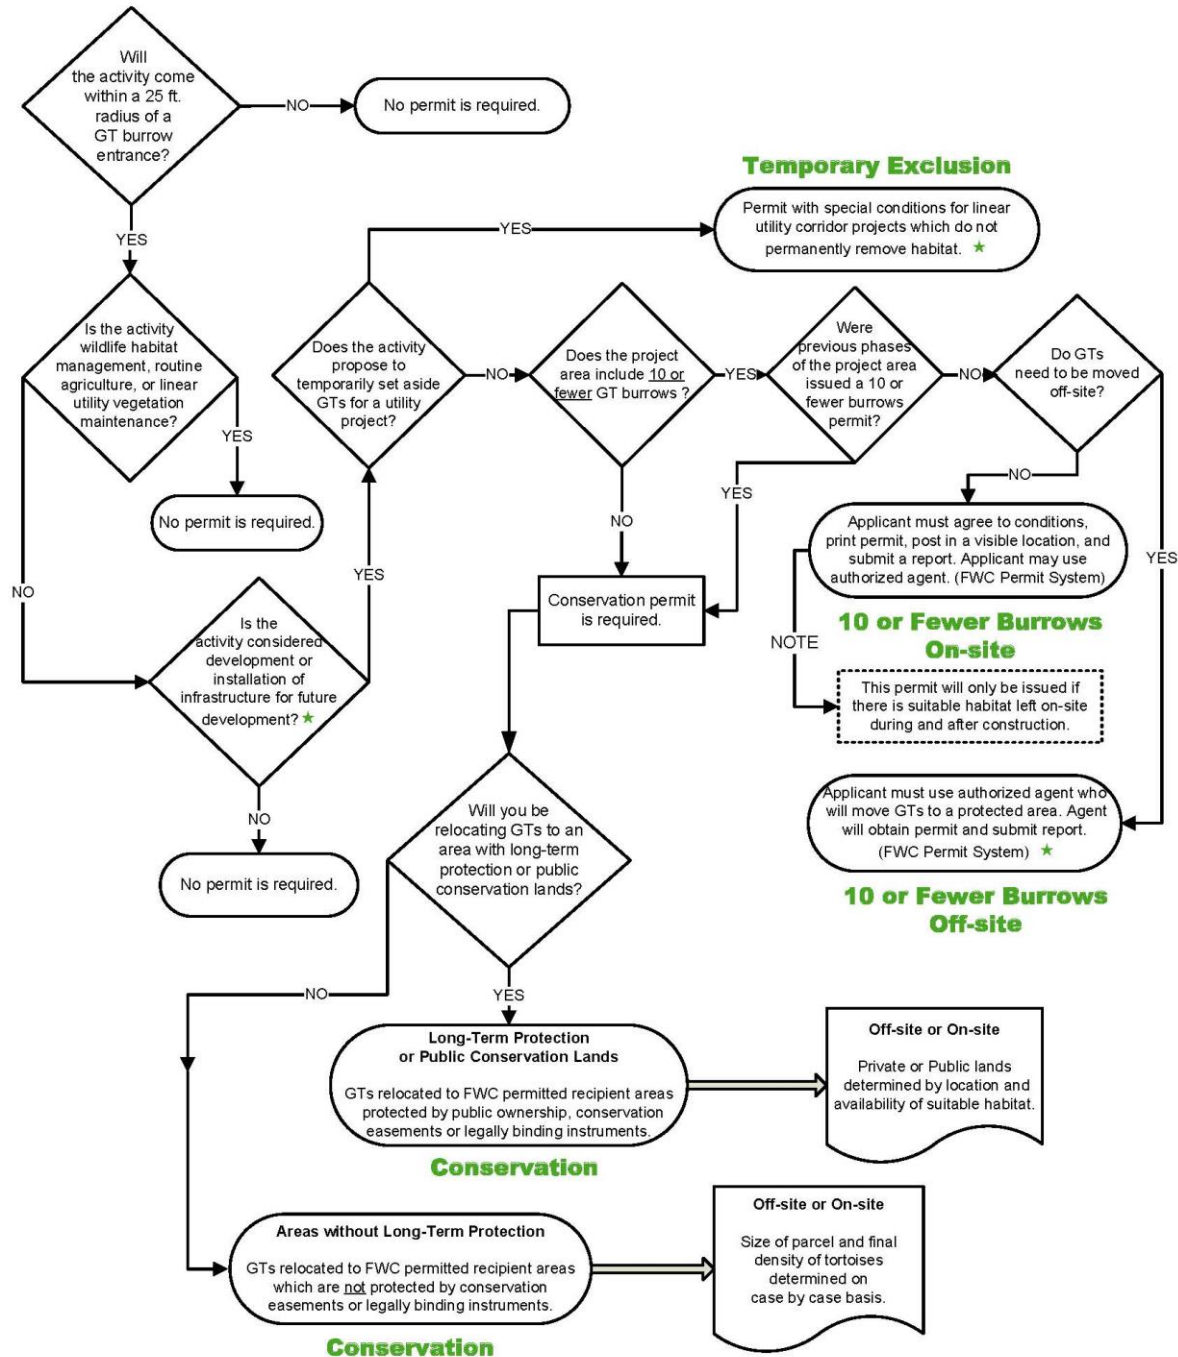 Will
the activity come
within a 25 ft.
radius of a
GT burrow
entrance?
NO
No permit is required.
YES
Temporary Exclusion
Permit with special conditions for linear
utility corridor projects which do not
permanently remove habitat. ★
YES
Is the activity
wildlife habitat
management, routine
agriculture, or linear
utility vegetation
maintenance?
YES
No permit is required.
NO
Does the activity
propose to
temporarily set aside
GTs for a utility
project?
NO
Does the project
area include 10 or
fewer GT burrows ?
YES
Were
previous phases
of the project area
issued a 10 or
fewer burrows
permit?
NO
Do GTs
need to be moved
off-site?
NO
YES
YES
NO
YES
Applicant must agree to conditions,
print permit, post in a visible location, and
submit a report. Applicant may use
authorized agent. (FWC Permit System)
10 or Fewer Burrows
On-site
NOTE
This permit will only be issued if
there is suitable habitat left on-site
during and after construction.
Conservation permit
is required.
Is the
activity considered
development or
installation of
infrastructure for future
development? ★
NO
No permit is required.
Applicant must use authorized agent who
will move GTs to a protected area. Agent
will obtain permit and submit report.
(FWC Permit System) ★
10 or Fewer Burrows
Off-site
Will you be
relocating GTs to an
area with long-term
protection or public
conservation lands?
NO
YES
Long-Term Protection
or Public Conservation Lands
GTs relocated to FWC permitted recipient areas
protected by public ownership, conservation
easements or legally binding instruments.
Conservation
Off-site or On-site
Private or Public lands
determined by location and
availability of suitable habitat.
Areas without Long-Term Protection
GTs relocated to FWC permitted recipient areas
which are not protected by conservation
easements or legally binding instruments.
Conservation
Off-site or On-site
Size of parcel and final
density of tortoises
determined on
case by case basis.